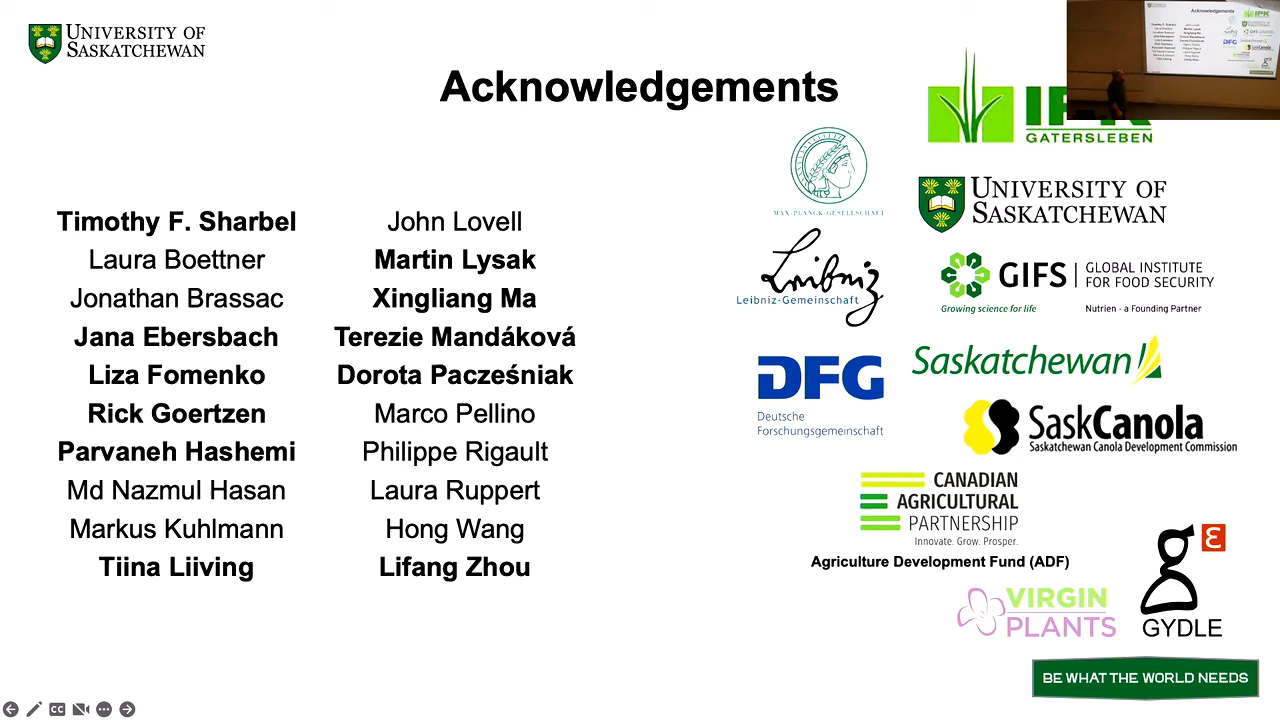 UNIVERSITY OF
SASKATCHEWAN
Acknowledgements
Timothy F. Sharbel
Laura Boettner
Jonathan Brassac
Jana Ebersbach
Liza Fomenko
Rick Goertzen
Parvaneh Hashemi
Md Nazmul Hasan
Markus Kuhlmann
Tiina Liiving
John Lovell
Martin Lysak
Xingliang Ma
Terezie Mandáková
Dorota Pacześniak
Marco Pellino
Philippe Rigault
Laura Ruppert
Hong Wang
Lifang Zhou
MAX-PLANCK-GESELLSCHAFT
Leibniz
Leibniz-Gemeinschaft
DFG
Deutsche
Forschungsgemeinschaft
IPK
GATERSLEBEN
UNIVERSITY OF
SASKATCHEWAN
GIFS
GLOBAL INSTITUTE
FOR FOOD SECURITY
Growing science for life
Nutrien - a Founding Partner
Saskatchewan
SaskCanola
Saskatchewan Canola Development Commission
CANADIAN
AGRICULTURAL
PARTNERSHIP
Innovate. Grow. Prosper.
Agriculture Development Fund (ADF)
VIRGIN
PLANTS
GYDLE
BE WHAT THE WORLD NEEDS
CC
Acknowledgements